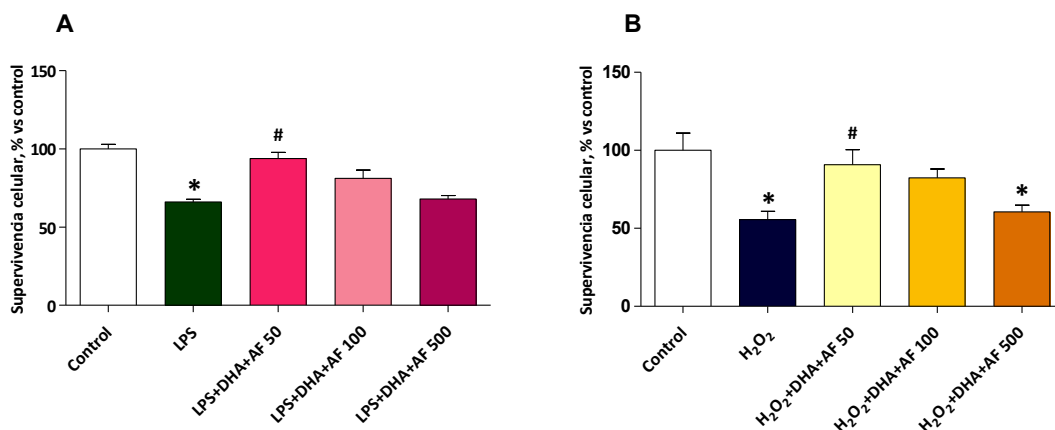 A
Supervivencia celular, % vs control
150
100
50
0
*
#
Control
LPS
LPS+DHA+AF 50
LPS+DHA+AF 100
LPS+DHA+AF 500
B
Supervivencia celular, % vs control
150
100
50
0
*
#
*
Control
H₂O₂
H₂O₂+DHA+AF 50
H₂O₂+DHA+AF 100
H₂O₂+DHA+AF 500